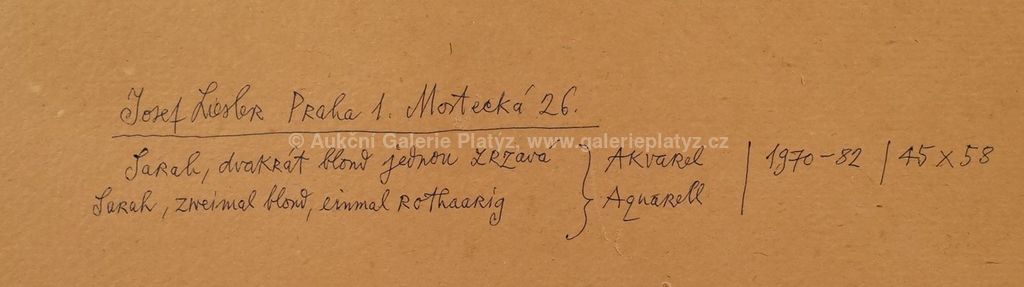 Josef Liesler Praha 1. Mostecká 26.
© Aukční Galerie Platýz, www.galerieplatyz.cz
Sarah, dvakrát blond jednou zrzavá } Akvarel | 1970-82 | 45 x 58
Sarah, zweimal blond, einmal rothaarig } Aquarell